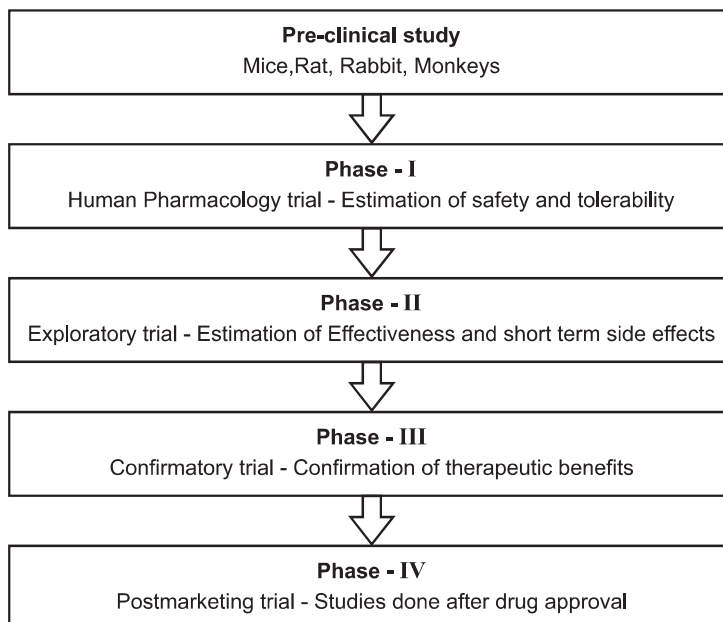 Pre-clinical study
Mice,Rat, Rabbit, Monkeys
Phase - I
Human Pharmacology trial - Estimation of safety and tolerability
Phase - II
Exploratory trial - Estimation of Effectiveness and short term side effects
Phase - III
Confirmatory trial - Confirmation of therapeutic benefits
Phase - IV
Postmarketing trial - Studies done after drug approval